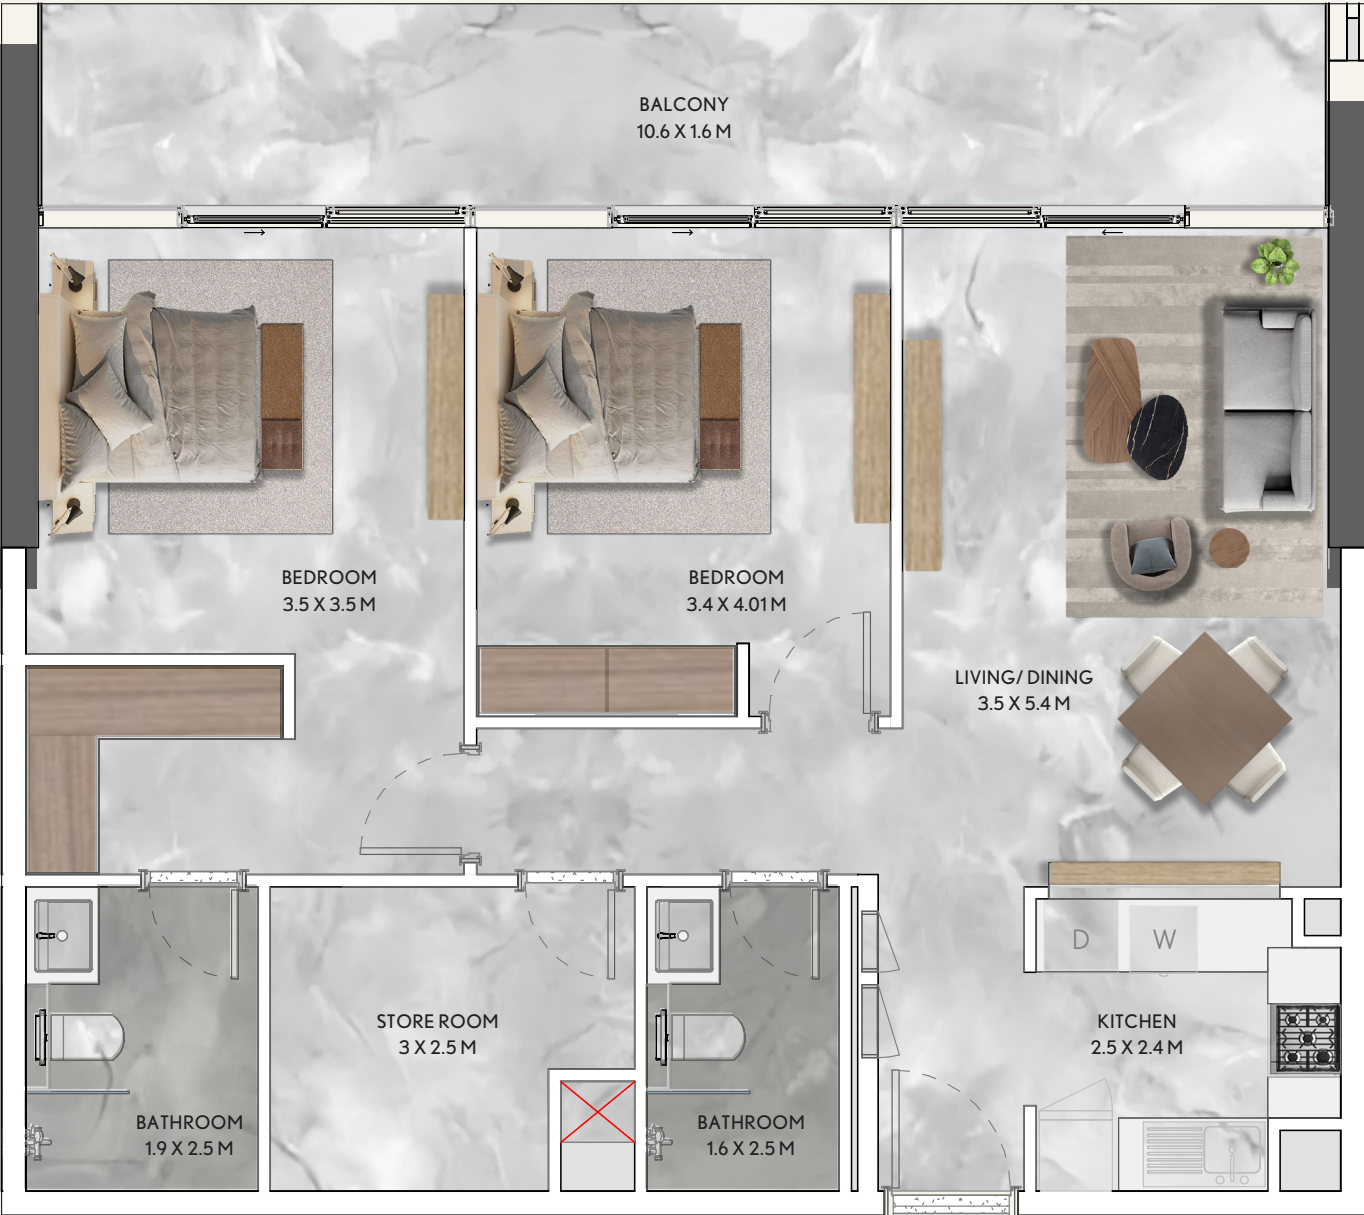 BALCONY
10.6 X 1.6 M
BEDROOM
3.5 X 3.5 M
BEDROOM
3.4 X 4.01 M
LIVING/ DINING
3.5 X 5.4 M
D
W
STORE ROOM
3 X 2.5 M
KITCHEN
2.5 X 2.4 M
BATHROOM
1.9 X 2.5 M
BATHROOM
1.6 X 2.5 M